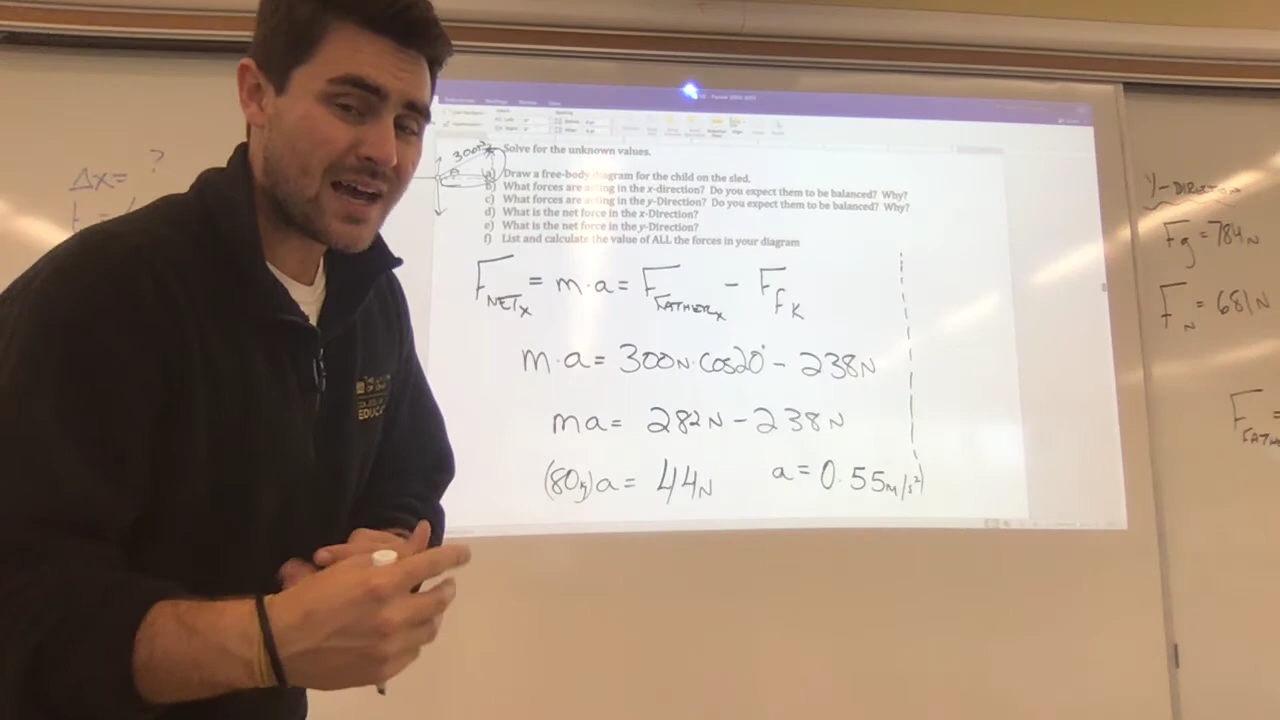 Solve for the unknown values.
300N
a) Draw a free-body diagram for the child on the sled.
b) What forces are acting in the x-direction? Do you expect them to be balanced? Why?
c) What forces are acting in the y-Direction? Do you expect them to be balanced? Why?
d) What is the net force in the x-Direction?
e) What is the net force in the y-Direction?
f) List and calculate the value of ALL the forces in your diagram
F NETx = m·a = F FATHERx - F fK
m·a = 300N·cos20° - 238N
ma = 282N - 238N
(80kg)a = 44N a = 0.55m/s²
Δx= ?
t =
Y-DIRECTION
Fg = 784N
FN = 681N
F FATH =
EDUCA